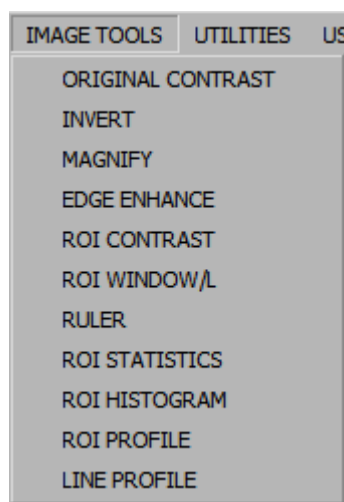 IMAGE TOOLS UTILITIES US
ORIGINAL CONTRAST
INVERT
MAGNIFY
EDGE ENHANCE
ROI CONTRAST
ROI WINDOW/L
RULER
ROI STATISTICS
ROI HISTOGRAM
ROI PROFILE
LINE PROFILE